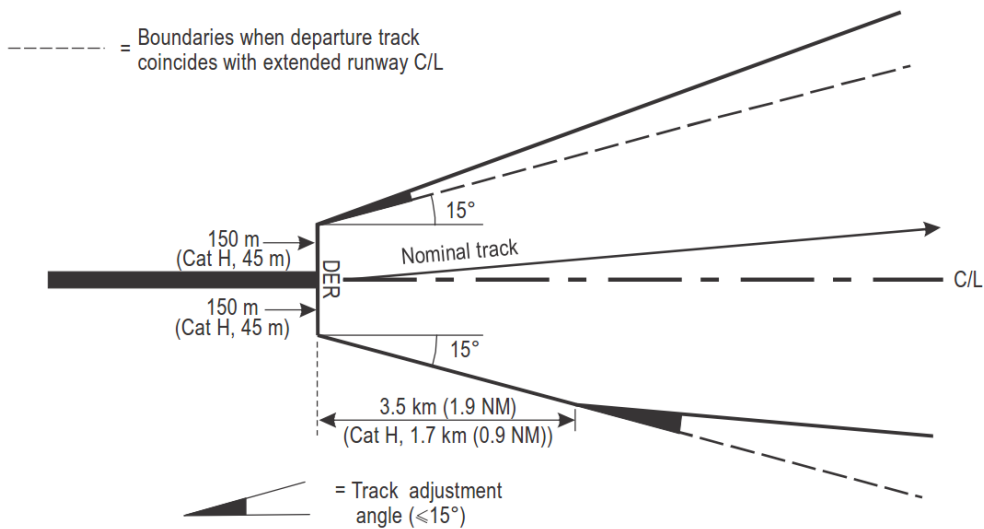 = Boundaries when departure track
coincides with extended runway C/L
15°
150 m
(Cat H, 45 m)
Nominal track
DER
C/L
150 m
(Cat H, 45 m)
15°
3.5 km (1.9 NM)
(Cat H, 1.7 km (0.9 NM))
= Track adjustment
angle (⩽15°)